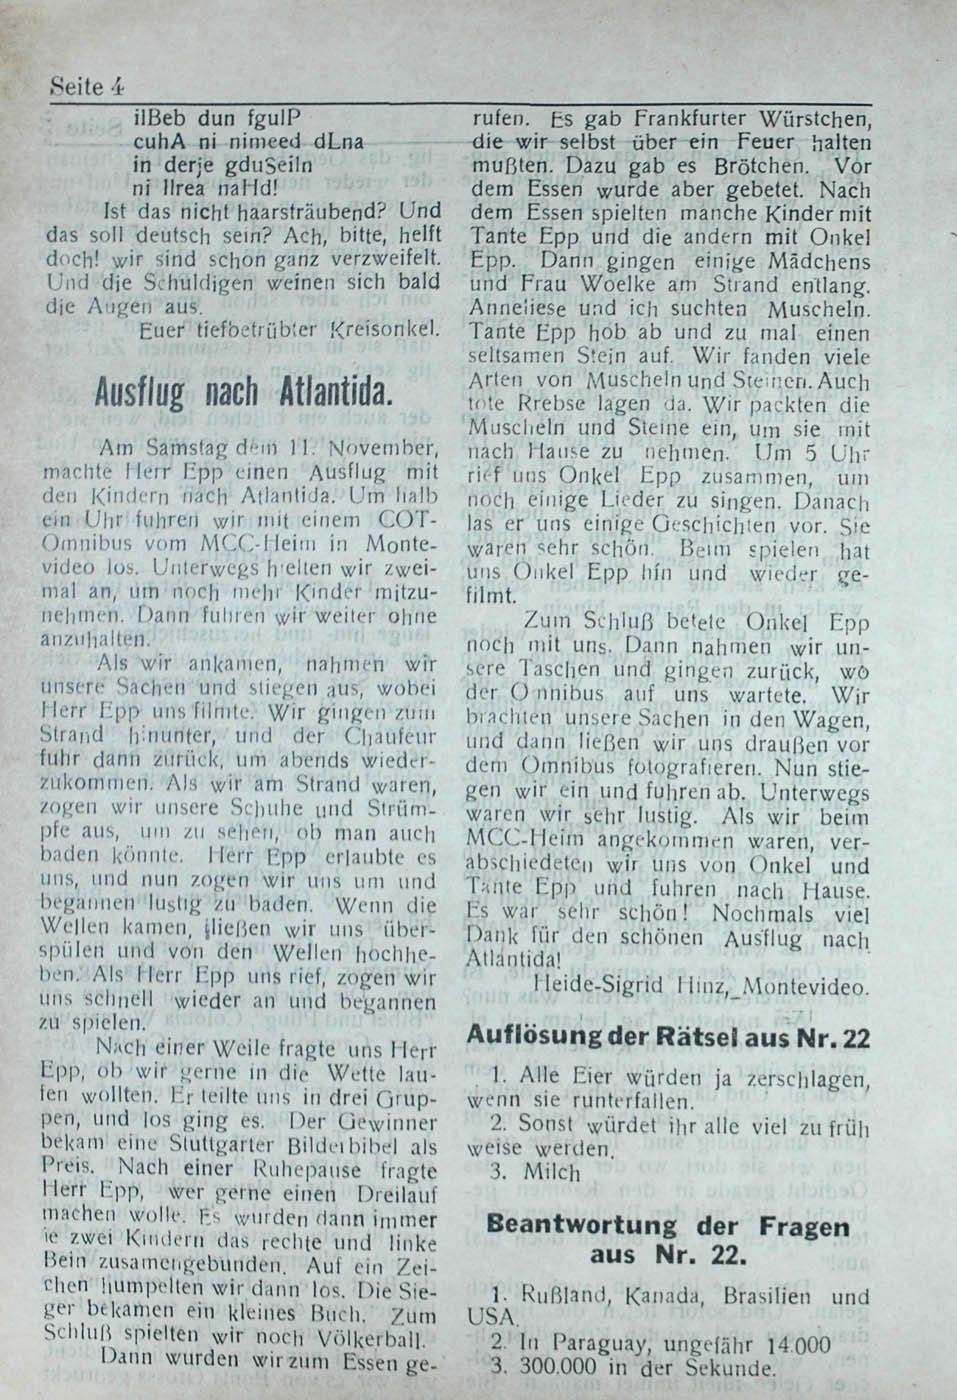 Seite 4
ilBeb dun fgulP
cuhA ni nimeed dLna
in derje gduSeiln
ni llrea naHd!
Ist das nicht haarsträubend? Und
das soll deutsch sein? Ach, bitte, helft
doch! wir sind schon ganz verzweifelt.
Und die Schuldigen weinen sich bald
die Augen aus.
Euer tiefbetrübter Kreisonkel.
Ausflug nach Atlantida.
Am Samstag dem 11. November,
machte Herr Epp einen Ausflug mit
den Kindern nach Atlantida. Um halb
ein Uhr fuhren wir mit einem COT-
Omnibus vom MCC-Heim in Monte-
video los. Unterwegs hielten wir zwei-
mal an, um noch mehr Kinder mitzu-
nehmen. Dann fuhren wir weiter ohne
anzuhalten.
Als wir ankamen, nahmen wir
unsere Sachen und stiegen aus, wobei
Herr Epp uns filmte. Wir gingen zum
Strand hinunter, und der Chaufeur
fuhr dann zurück, um abends wieder-
zukommen. Als wir am Strand waren,
zogen wir unsere Schuhe und Strüm-
pfe aus, um zu sehen, ob man auch
baden könnte. Herr Epp erlaubte es
uns, und nun zogen wir uns um und
begannen lustig zu baden. Wenn die
Wellen kamen, ließen wir uns über-
spülen und von den Wellen hochhe-
ben. Als Herr Epp uns rief, zogen wir
uns schnell wieder an und begannen
zu spielen.
Nach einer Weile fragte uns Herr
Epp, ob wir gerne in die Wette lau-
fen wollten. Er teilte uns in drei Grup-
pen, und los ging es. Der Gewinner
bekam eine Stuttgarter Bilderbibel als
Preis. Nach einer Ruhepause fragte
Herr Epp, wer gerne einen Dreilauf
machen wolle. Es wurden dann immer
je zwei Kindern das rechte und linke
Bein zusamengebunden. Auf ein Zei-
chen humpelten wir dann los. Die Sie-
ger bekamen ein kleines Buch. Zum
Schluß spielten wir noch Völkerball.
Dann wurden wir zum Essen ge-
rufen. Es gab Frankfurter Würstchen,
die wir selbst über ein Feuer halten
mußten. Dazu gab es Brötchen. Vor
dem Essen wurde aber gebetet. Nach
dem Essen spielten manche Kinder mit
Tante Epp und die andern mit Onkel
Epp. Dann gingen einige Mädchens
und Frau Woelke am Strand entlang.
Anneliese und ich suchten Muscheln.
Tante Epp hob ab und zu mal einen
seltsamen Stein auf. Wir fanden viele
Arten von Muscheln und Steinen. Auch
tote Rrebse lagen da. Wir packten die
Muscheln und Steine ein, um sie mit
nach Hause zu nehmen. Um 5 Uhr
rief uns Onkel Epp zusammen, um
noch einige Lieder zu singen. Danach
las er uns einige Geschichten vor. Sie
waren sehr schön. Beim spielen hat
uns Onkel Epp hin und wieder ge-
filmt.
Zum Schluß betete Onkel Epp
noch mit uns. Dann nahmen wir un-
sere Taschen und gingen zurück, wo
der Omnibus auf uns wartete. Wir
brachten unsere Sachen in den Wagen,
und dann ließen wir uns draußen vor
dem Omnibus fotografieren. Nun stie-
gen wir ein und fuhren ab. Unterwegs
waren wir sehr lustig. Als wir beim
MCC-Heim angekommen waren, ver-
abschiedeten wir uns von Onkel und
Tante Epp und fuhren nach Hause.
Es war sehr schön! Nochmals viel
Dank für den schönen Ausflug nach
Atlantida!
Heide-Sigrid Hinz, Montevideo.
Auflösung der Rätsel aus Nr. 22
1. Alle Eier würden ja zerschlagen,
wenn sie runterfallen.
2. Sonst würdet ihr alle viel zu früh
weise werden.
3. Milch
Beantwortung der Fragen
aus Nr. 22.
1. Rußland, Kanada, Brasilien und
USA.
2. In Paraguay, ungefähr 14.000
3. 300.000 in der Sekunde.